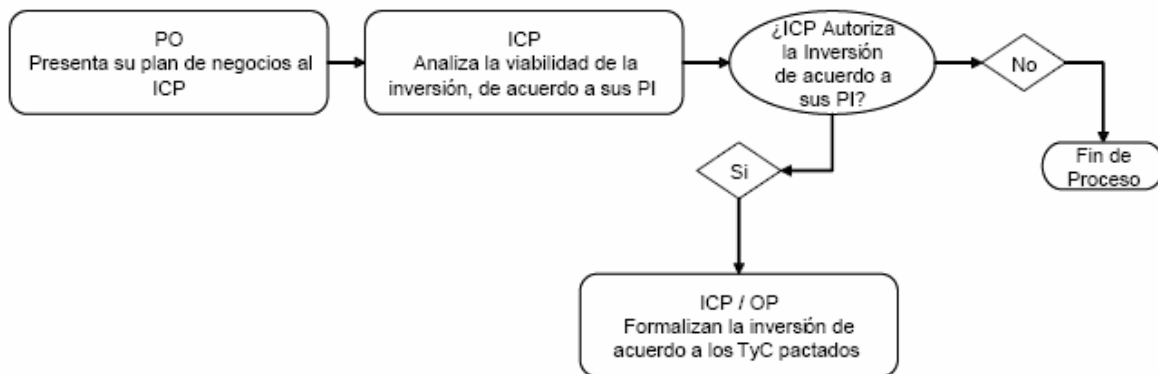 PO
Presenta su plan de negocios al
ICP
ICP
Analiza la viabilidad de la
inversión, de acuerdo a sus PI
¿ICP Autoriza
la Inversión
de acuerdo a
sus PI?
No
Fin de
Proceso
Si
ICP / OP
Formalizan la inversión de
acuerdo a los TyC pactados